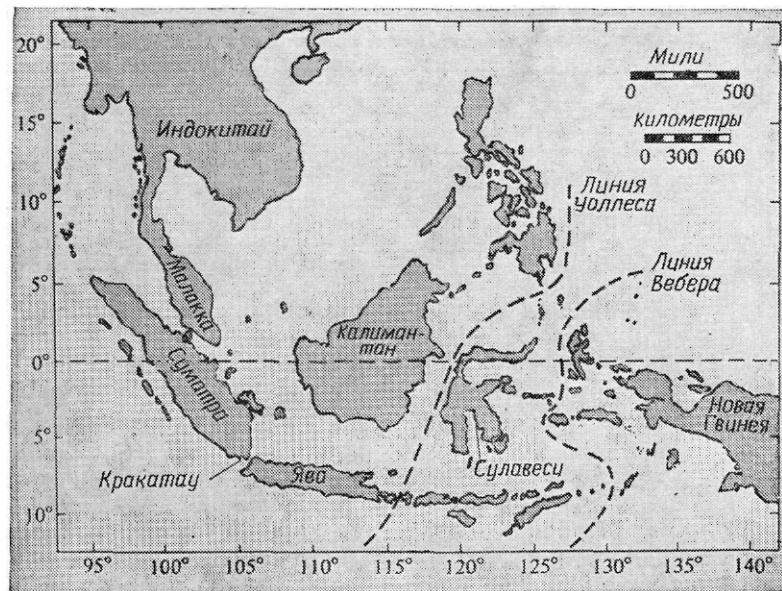 20°
15°
10°
5°
0°
5°
10°
Мили
0 500
Километры
0 300 600
Индокитай
Линия
Уоллеса
Линия
Вебера
Малакка
Калиман-
тан
Суматра
Новая
Гвинея
Сулавеси
Кракатау
Ява
95° 100° 105° 110° 115° 120° 125° 130° 135° 140°